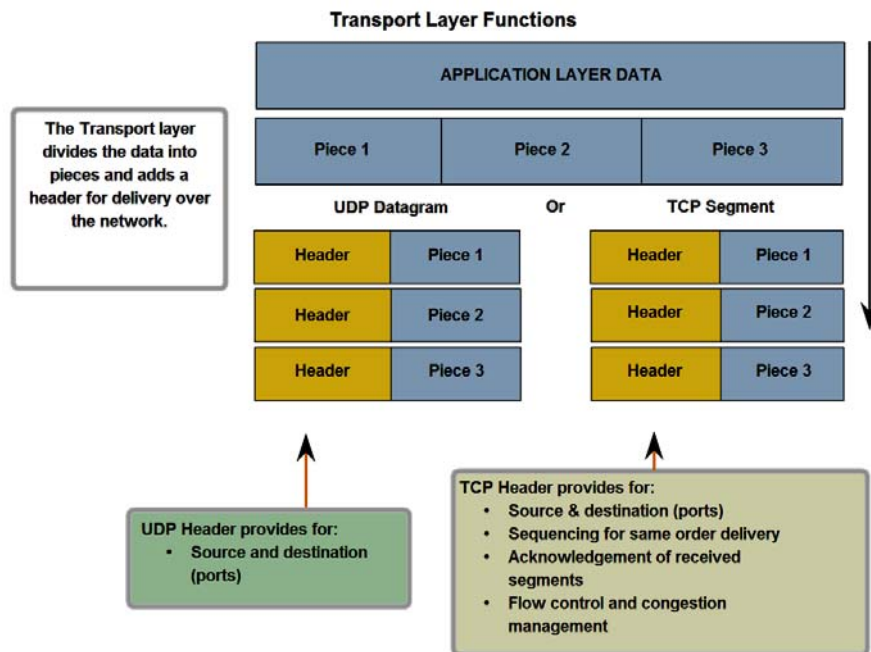 Transport Layer Functions
APPLICATION LAYER DATA
The Transport layer
divides the data into
pieces and adds a
header for delivery over
the network.
Piece 1
Piece 2
Piece 3
UDP Datagram
Or
TCP Segment
Header
Piece 1
Header
Piece 2
Header
Piece 3
Header
Piece 1
Header
Piece 2
Header
Piece 3
UDP Header provides for:
• Source and destination
(ports)
TCP Header provides for:
• Source & destination (ports)
• Sequencing for same order delivery
• Acknowledgement of received
segments
• Flow control and congestion
management